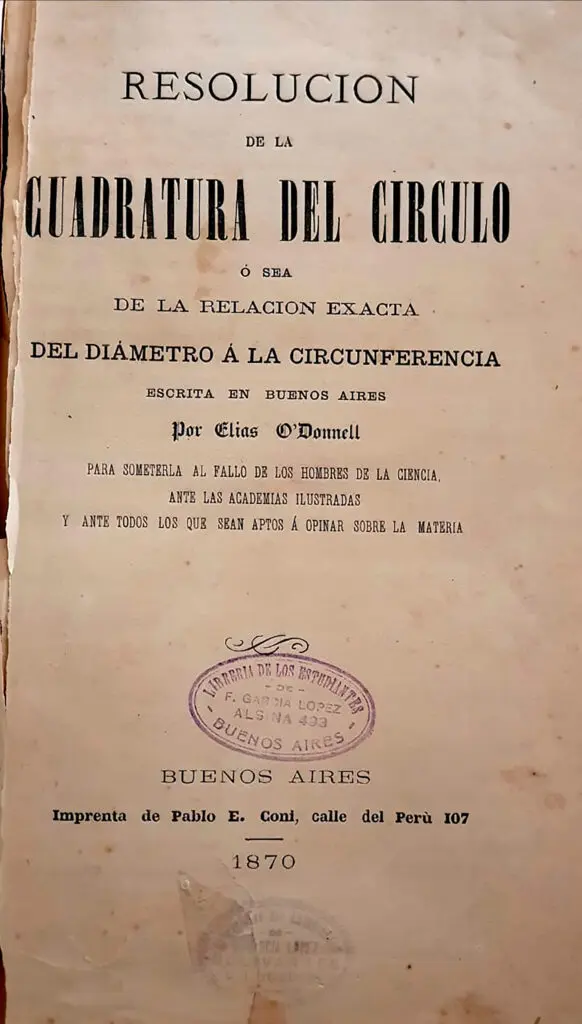 RESOLUCION
DE LA
CUADRATURA DEL CIRCULO
Ó SEA
DE LA RELACION EXACTA
DEL DIÁMETRO Á LA CIRCUNFERENCIA
ESCRITA EN BUENOS AIRES
Por Elias O'Donnell
PARA SOMETERLA AL FALLO DE LOS HOMBRES DE LA CIENCIA,
ANTE LAS ACADEMIAS ILUSTRADAS
Y ANTE TODOS LOS QUE SEAN APTOS Á OPINAR SOBRE LA MATERIA
LIBRERIA DE LOS ESTUDIANTES
- DE -
F. GARCIA LOPEZ
ALSINA 493
BUENOS AIRES
BUENOS AIRES
Imprenta de Pablo E. Coni, calle del Perù 107
1870